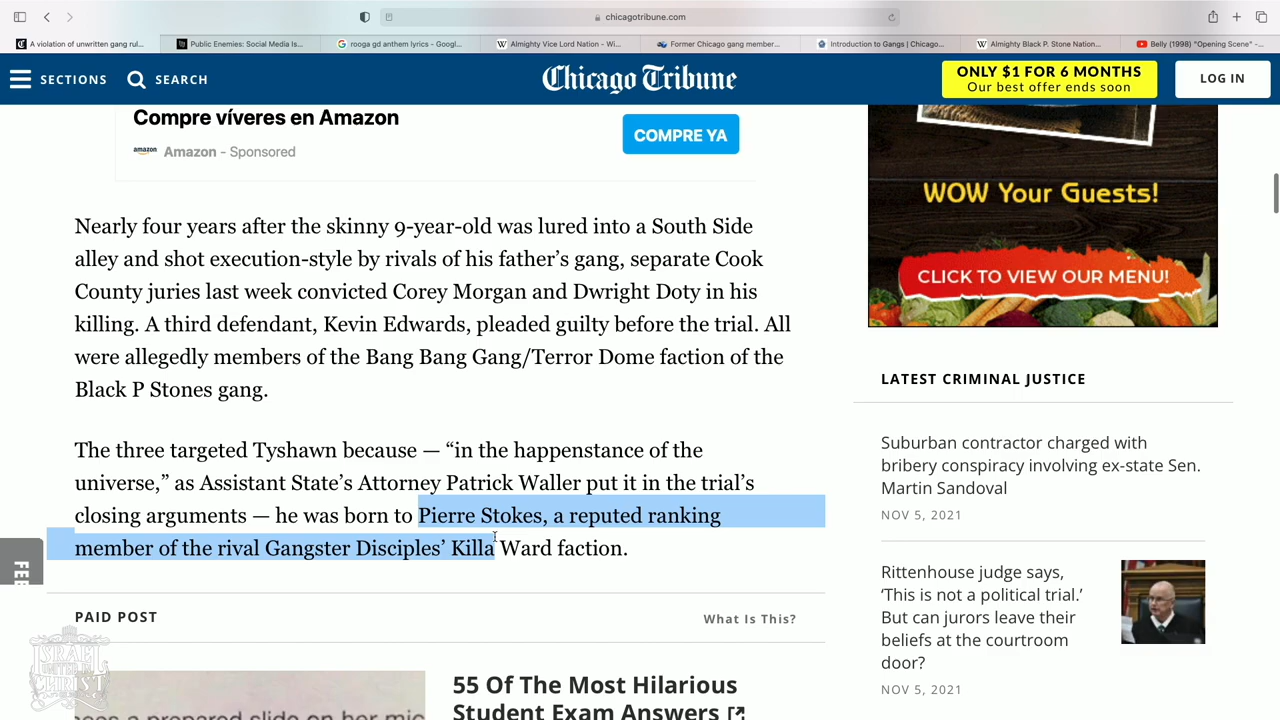 chicagotribune.com
A violation of unwritten gang rul...
Public Enemies: Social Media Is...
rooga gd anthem lyrics - Googl...
Almighty Vice Lord Nation - Wi...
Former Chicago gang member...
Introduction to Gangs | Chicago...
Almighty Black P. Stone Nation...
Belly (1998) "Opening Scene" -...
SECTIONS
SEARCH
Chicago Tribune
ONLY $1 FOR 6 MONTHS
Our best offer ends soon
LOG IN
Compre víveres en Amazon
amazon
Amazon - Sponsored
COMPRE YA
Nearly four years after the skinny 9-year-old was lured into a South Side
alley and shot execution-style by rivals of his father’s gang, separate Cook
County juries last week convicted Corey Morgan and Dwright Doty in his
killing. A third defendant, Kevin Edwards, pleaded guilty before the trial. All
were allegedly members of the Bang Bang Gang/Terror Dome faction of the
Black P Stones gang.
The three targeted Tyshawn because — “in the happenstance of the
universe,” as Assistant State’s Attorney Patrick Waller put it in the trial’s
closing arguments — he was born to Pierre Stokes, a reputed ranking
member of the rival Gangster Disciples’ Killa Ward faction.
PAID POST
What Is This?
55 Of The Most Hilarious
Student Exam Answers
a prepared slide on her mic
WOW Your Guests!
CLICK TO VIEW OUR MENU!
LATEST CRIMINAL JUSTICE
Suburban contractor charged with
bribery conspiracy involving ex-state Sen.
Martin Sandoval
NOV 5, 2021
Rittenhouse judge says,
‘This is not a political trial.’
But can jurors leave their
beliefs at the courtroom
door?
NOV 5, 2021
FEE
ISRAEL
UNITED IN
CHRIST